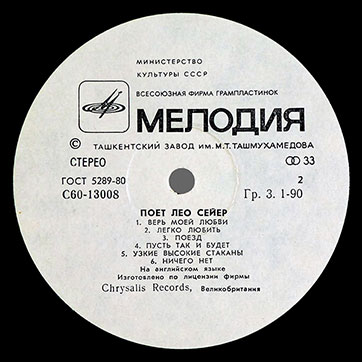 МИНИСТЕРСТВО
КУЛЬТУРЫ СССР
ВСЕСОЮЗНАЯ ФИРМА ГРАМПЛАСТИНОК
МЕЛОДИЯ
© ТАШКЕНТСКИЙ ЗАВОД ИМ. М.Т. ТАШМУХАМЕДОВА
СТЕРЕО 33
ГОСТ 5289-80 2
С60-13008 Гр. 3. 1-90
ПОЕТ ЛЕО СЕЙЕР
1. ВЕРЬ МОЕЙ ЛЮБВИ
2. ЛЕГКО ЛЮБИТЬ
3. ПОЕЗД
4. ПУСТЬ ТАК И БУДЕТ
5. УЗКИЕ ВЫСОКИЕ СТАКАНЫ
6. НИЧЕГО НЕТ
На английском языке
Изготовлено по лицензии фирмы
Chrysalis Records, Великобритания